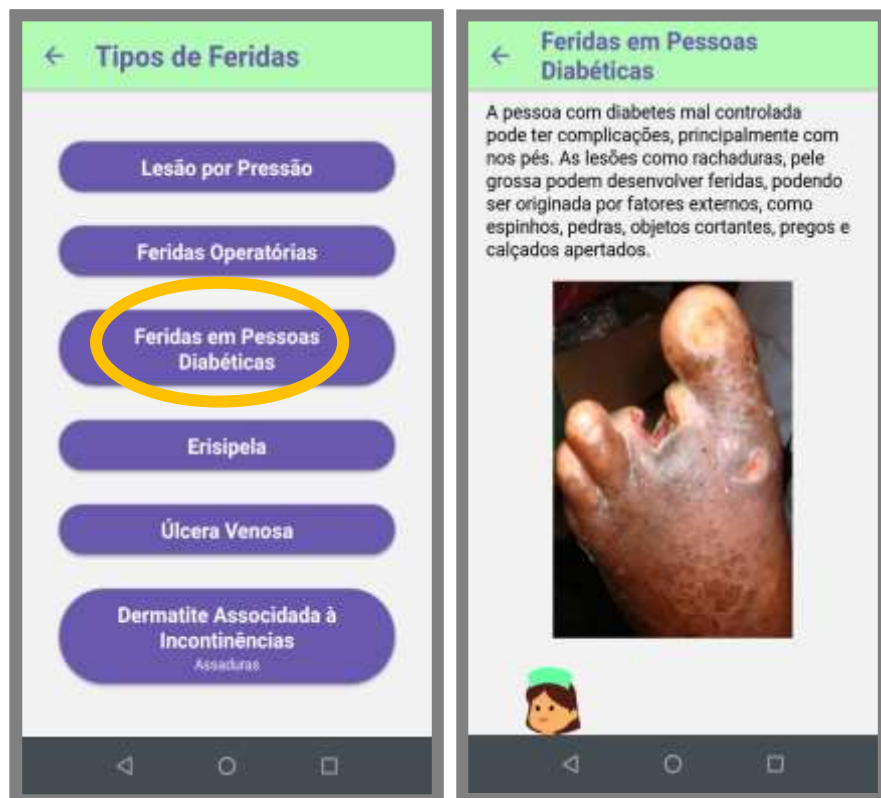 Tipos de Feridas
Lesão por Pressão
Feridas Operatórias
Feridas em Pessoas
Diabéticas
Erisipela
Úlcera Venosa
Dermatite Associdada à
Incontinências
Assaduras
Feridas em Pessoas
Diabéticas
A pessoa com diabetes mal controlada
pode ter complicações, principalmente com
nos pés. As lesões como rachaduras, pele
grossa podem desenvolver feridas, podendo
ser originada por fatores externos, como
espinhos, pedras, objetos cortantes, pregos e
calçados apertados.